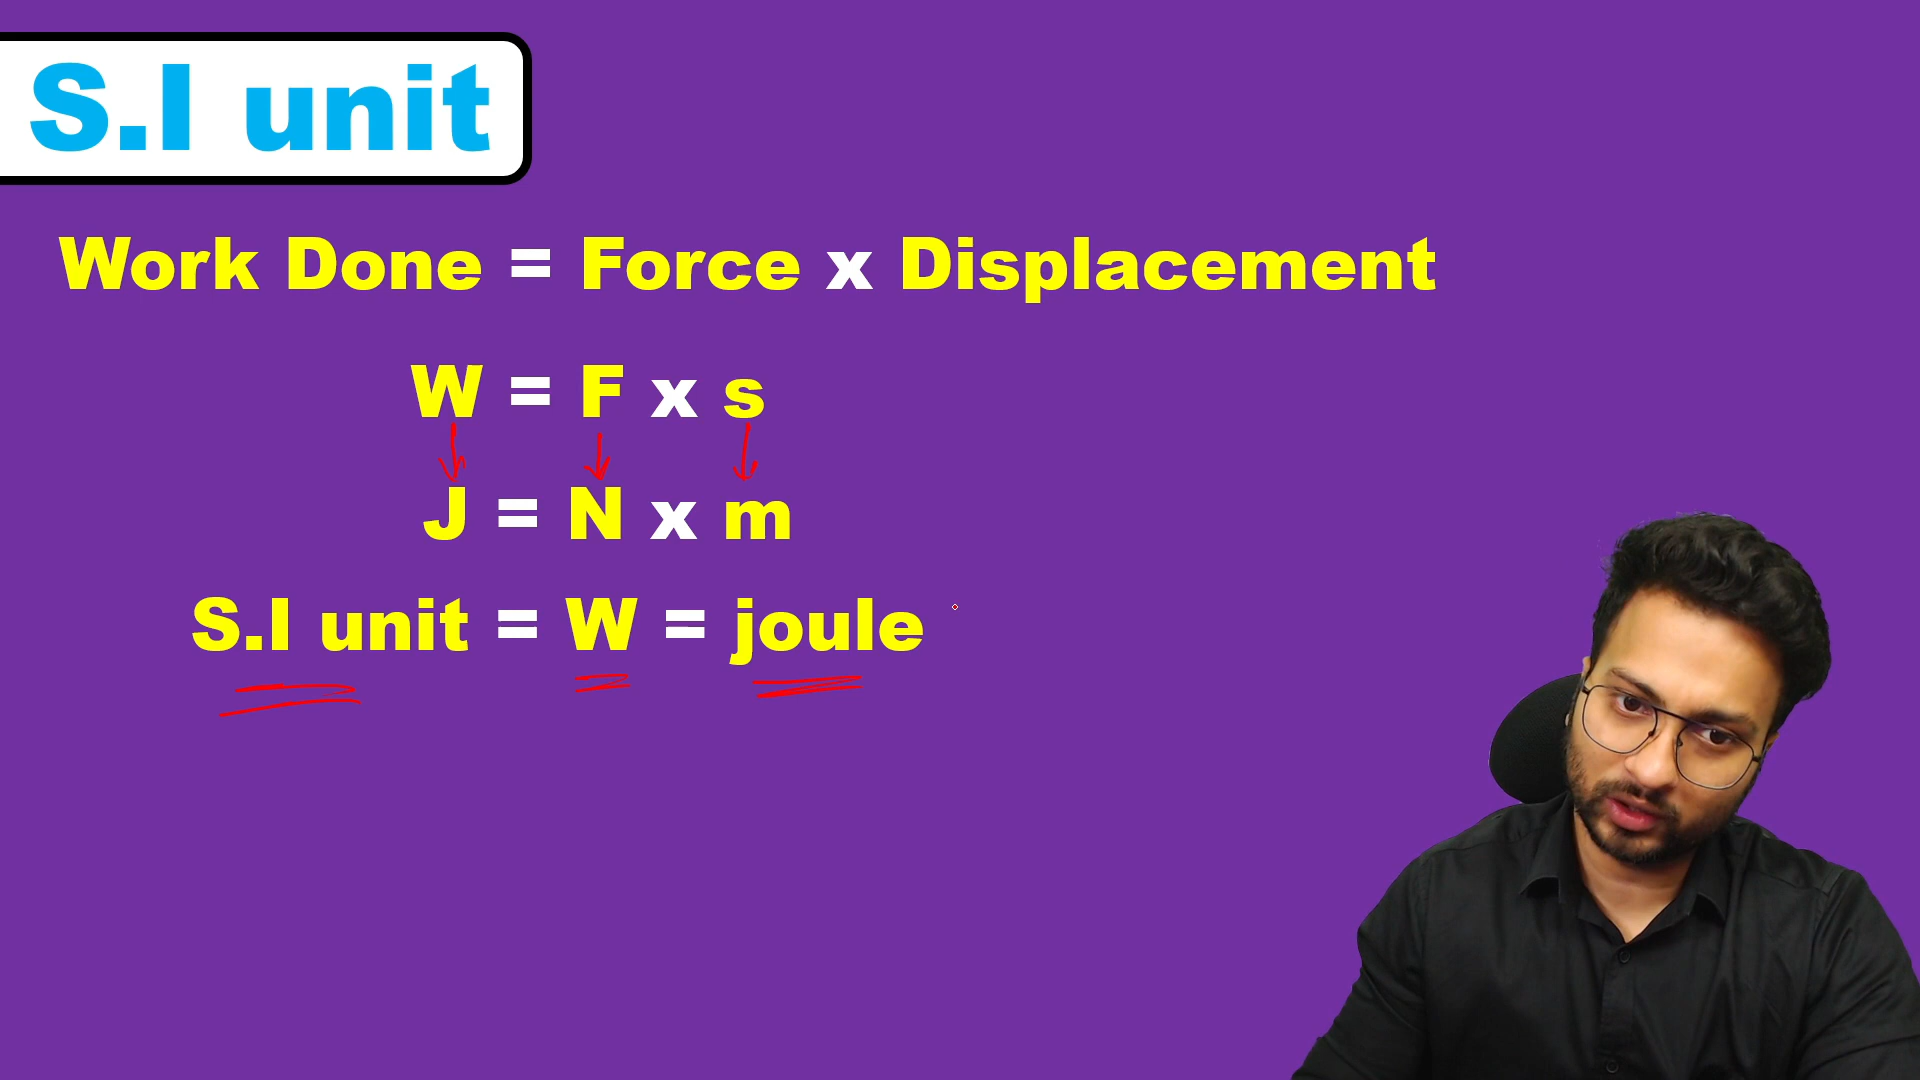 S.I unit
Work Done = Force x Displacement
W = F x s
J = N x m
S.I unit = W = joule